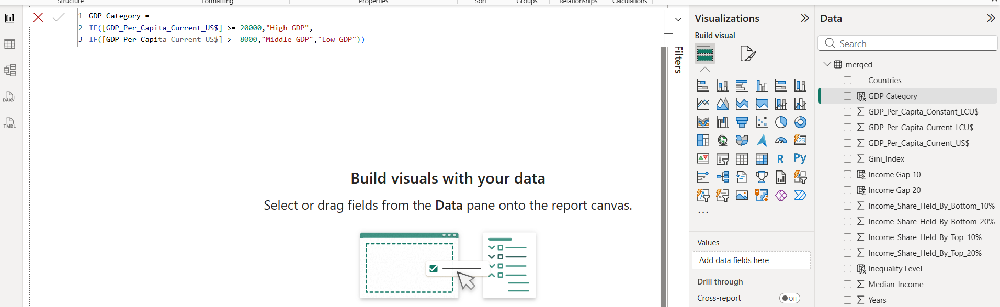 Structure
Formatting
Properties
Sort
Groups
Relationships
Calculations
1 GDP Category =
2 IF([GDP_Per_Capita_Current_US$] >= 20000,"High GDP",
3 IF([GDP_Per_Capita_Current_US$] >= 8000,"Middle GDP","Low GDP"))
DAX
TMDL
Build visuals with your data
Select or drag fields from the Data pane onto the report canvas.
Filters
Visualizations
Build visual
123
R
Py
...
Values
Add data fields here
Drill through
Cross-report
Off
Data
Search
merged
Countries
GDP Category
GDP_Per_Capita_Constant_LCU$
GDP_Per_Capita_Current_LCU$
GDP_Per_Capita_Current_US$
Gini_Index
Income Gap 10
Income Gap 20
Income_Share_Held_By_Bottom_10%
Income_Share_Held_By_Bottom_20%
Income_Share_Held_By_Top_10%
Income_Share_Held_By_Top_20%
Inequality Level
Median_Income
Years